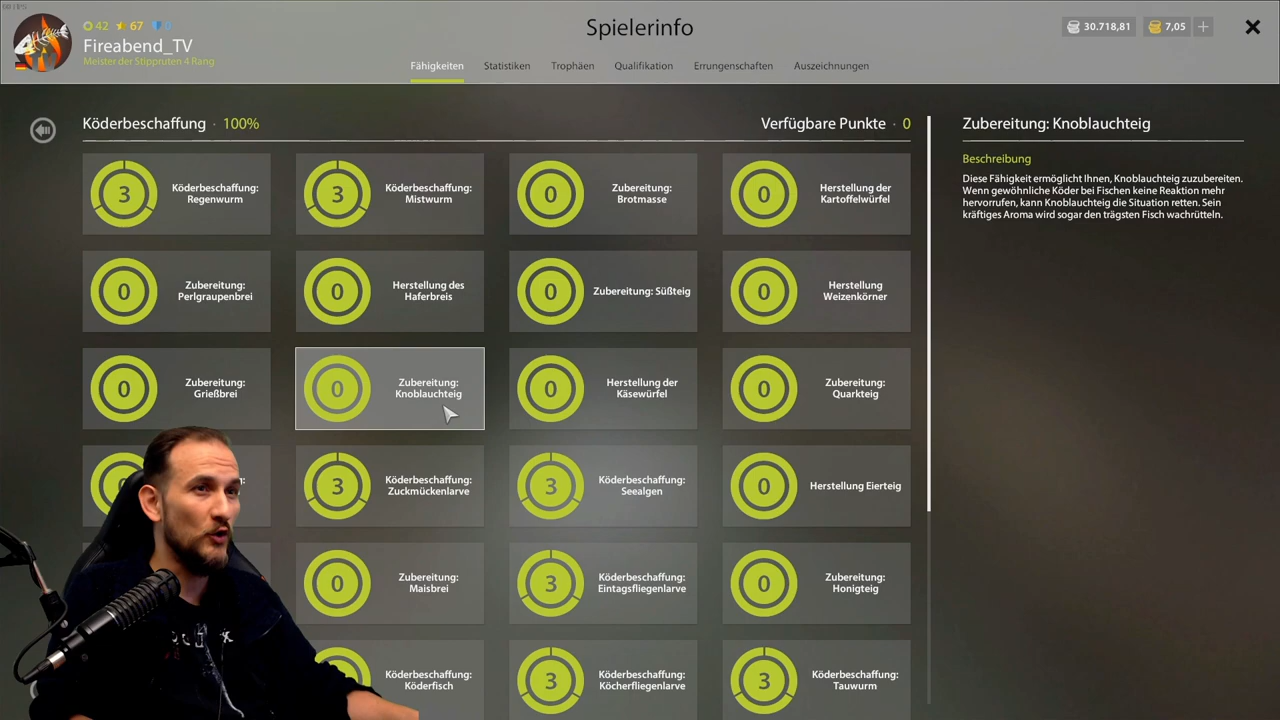 42 67
Fireabend_TV
Meister der Stippruten 4 Rang
Spielerinfo
30.718,81 7,05
Fähigkeiten Statistiken Trophäen Qualifikation Errungenschaften Auszeichnungen
Köderbeschaffung · 100%
Verfügbare Punkte · 0
3 Köderbeschaffung:
Regenwurm
3 Köderbeschaffung:
Mistwurm
0 Zubereitung:
Brotmasse
0 Herstellung der
Kartoffelwürfel
0 Zubereitung:
Perlgraupenbrei
0 Herstellung des
Haferbreis
0 Zubereitung: Süßteig
0 Herstellung
Weizenkörner
0 Zubereitung:
Grießbrei
0 Zubereitung:
Knoblauchteig
0 Herstellung der
Käsewürfel
0 Zubereitung:
Quarkteig
3 Köderbeschaffung:
Zuckmückenlarve
3 Köderbeschaffung:
Seealgen
0 Herstellung Eierteig
0 Zubereitung:
Maisbrei
3 Köderbeschaffung:
Eintagsfliegenlarve
0 Zubereitung:
Honigteig
Köderbeschaffung:
Köderfisch
3 Köderbeschaffung:
Köcherfliegenlarve
3 Köderbeschaffung:
Tauwurm
Zubereitung: Knoblauchteig
Beschreibung
Diese Fähigkeit ermöglicht Ihnen, Knoblauchteig zuzubereiten.
Wenn gewöhnliche Köder bei Fischen keine Reaktion mehr
hervorrufen, kann Knoblauchteig die Situation retten. Sein
kräftiges Aroma wird sogar den trägsten Fisch wachrütteln.